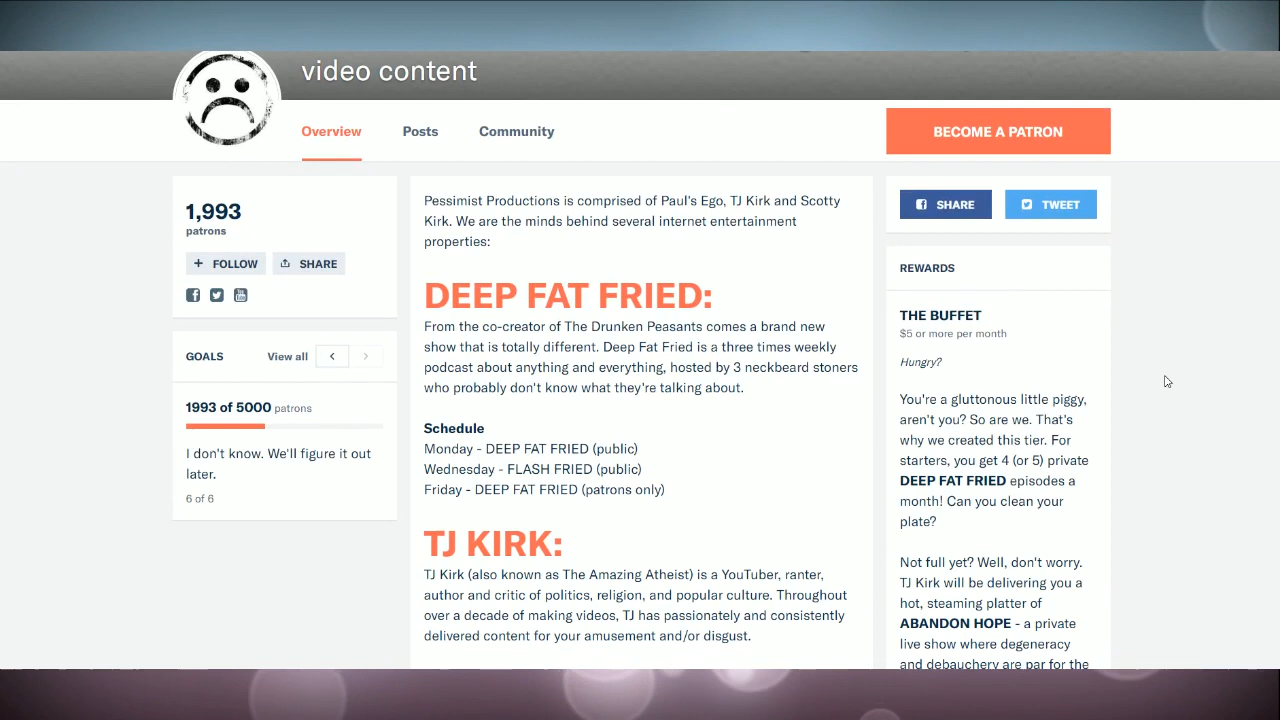 video content
Overview
Posts
Community
BECOME A PATRON
1,993
patrons
+ FOLLOW
SHARE
GOALS
View all
1993 of 5000 patrons
I don't know. We'll figure it out
later.
6 of 6
Pessimist Productions is comprised of Paul's Ego, TJ Kirk and Scotty
Kirk. We are the minds behind several internet entertainment
properties:
DEEP FAT FRIED:
From the co-creator of The Drunken Peasants comes a brand new
show that is totally different. Deep Fat Fried is a three times weekly
podcast about anything and everything, hosted by 3 neckbeard stoners
who probably don't know what they're talking about.
Schedule
Monday - DEEP FAT FRIED (public)
Wednesday - FLASH FRIED (public)
Friday - DEEP FAT FRIED (patrons only)
TJ KIRK:
TJ Kirk (also known as The Amazing Atheist) is a YouTuber, ranter,
author and critic of politics, religion, and popular culture. Throughout
over a decade of making videos, TJ has passionately and consistently
delivered content for your amusement and/or disgust.
SHARE
TWEET
REWARDS
THE BUFFET
$5 or more per month
Hungry?
You're a gluttonous little piggy,
aren't you? So are we. That's
why we created this tier. For
starters, you get 4 (or 5) private
DEEP FAT FRIED episodes a
month! Can you clean your
plate?
Not full yet? Well, don't worry.
TJ Kirk will be delivering you a
hot, steaming platter of
ABANDON HOPE - a private
live show where degeneracy
and debauchery are par for the